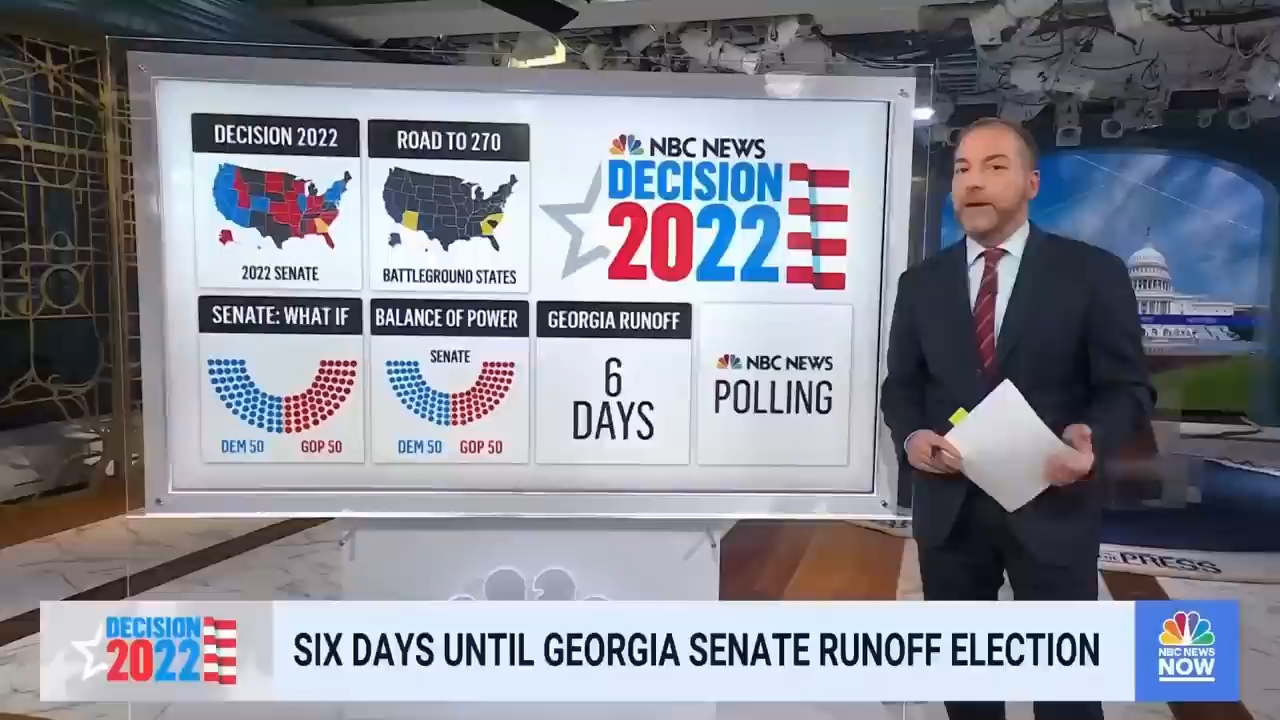 DECISION 2022
2022 SENATE
ROAD TO 270
BATTLEGROUND STATES
NBC NEWS
DECISION
2022
SENATE: WHAT IF
DEM 50 GOP 50
BALANCE OF POWER
SENATE
DEM 50 GOP 50
GEORGIA RUNOFF
6
DAYS
NBC NEWS
POLLING
PRESS
DECISION
2022
SIX DAYS UNTIL GEORGIA SENATE RUNOFF ELECTION
NBC NEWS
NOW